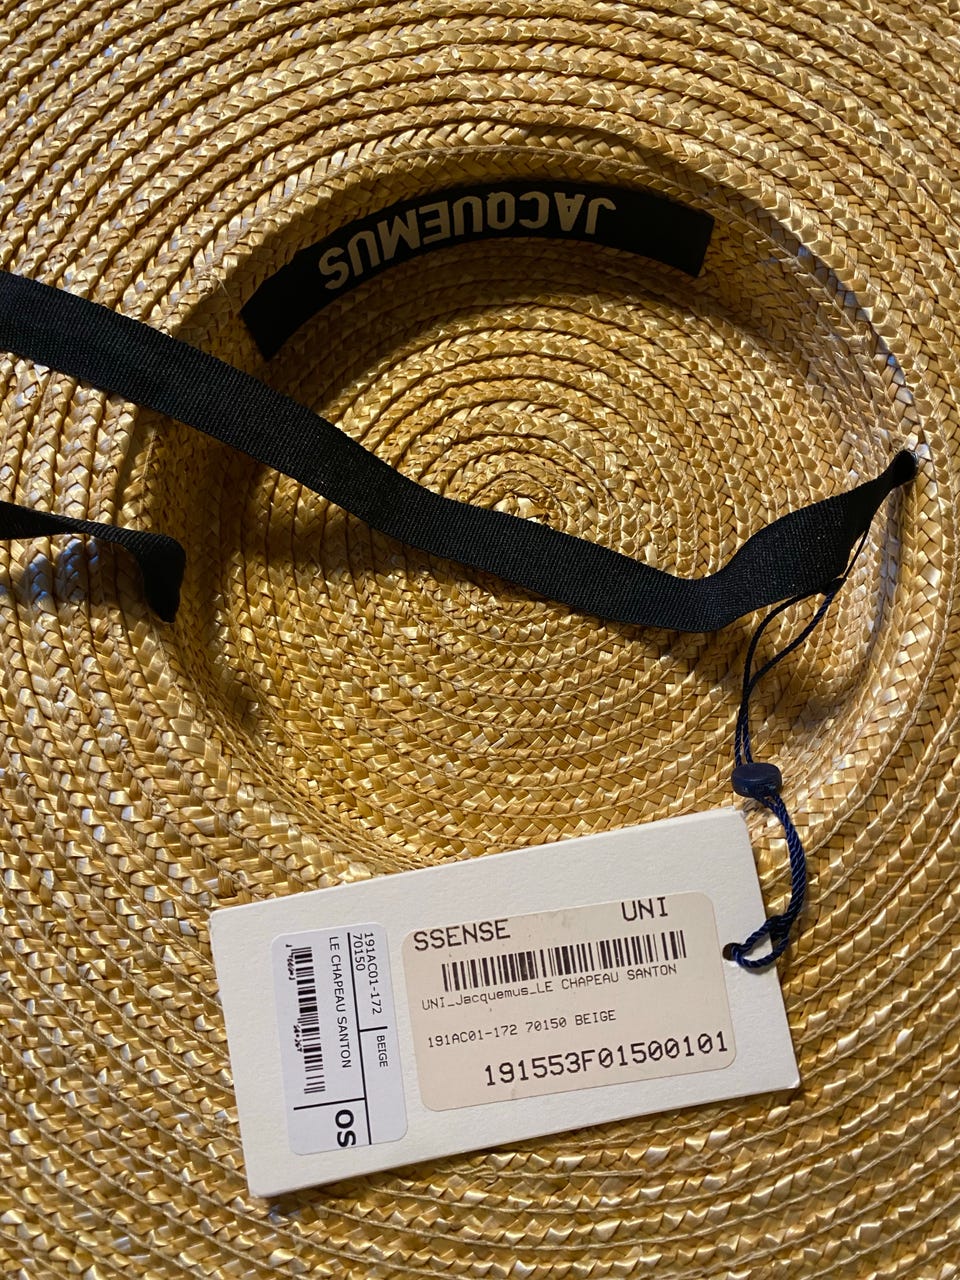 JACQUEMUS
SSENSE UNI
UNI_Jacquemus_LE CHAPEAU SANTON
191AC01-172 70150 BEIGE
191553F01500101
191AC01-172 BEIGE
70150
LE CHAPEAU SANTON
OS